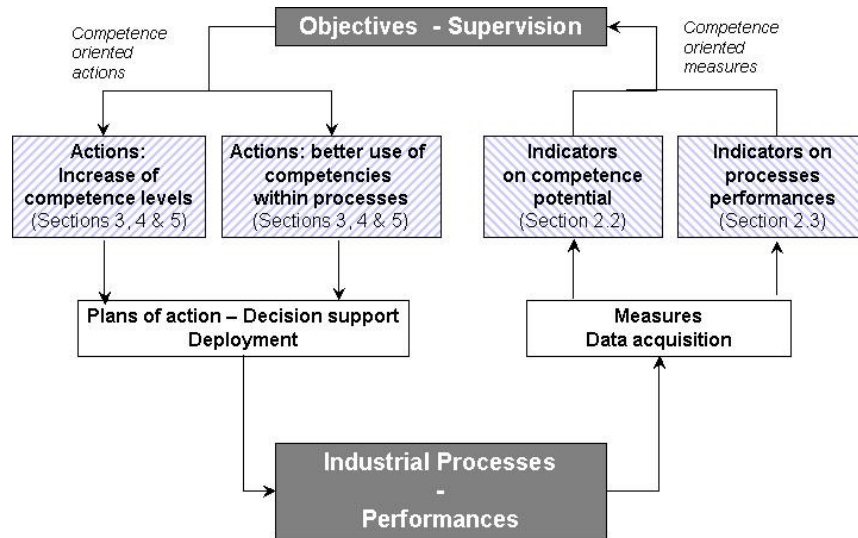 Objectives - Supervision
Competence
oriented
actions
Competence
oriented
measures
Actions:
Increase of
competence levels
(Sections 3, 4 & 5)
Actions: better use of
competencies
within processes
(Sections 3, 4 & 5)
Indicators
on competence
potential
(Section 2.2)
Indicators on
processes
performances
(Section 2.3)
Plans of action – Decision support
Deployment
Measures
Data acquisition
Industrial Processes
-
Performances